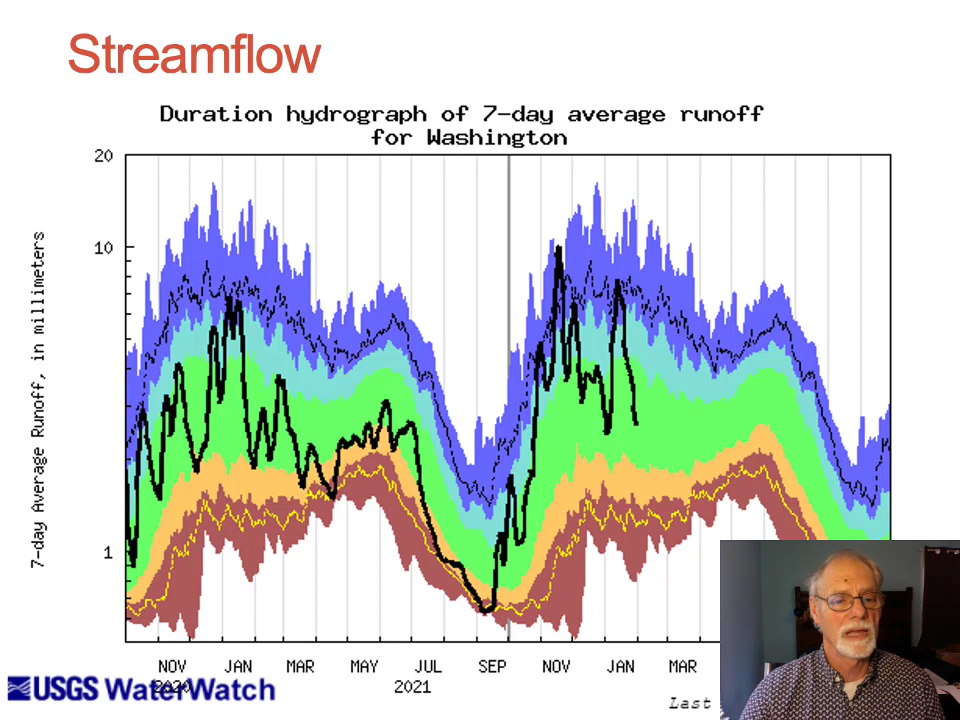 Streamflow
Duration hydrograph of 7-day average runoff
for Washington
20
10
1
7-day Average Runoff, in millimeters
NOV JAN MAR MAY JUL SEP NOV JAN MAR
2020 2021
USGS WaterWatch
Last